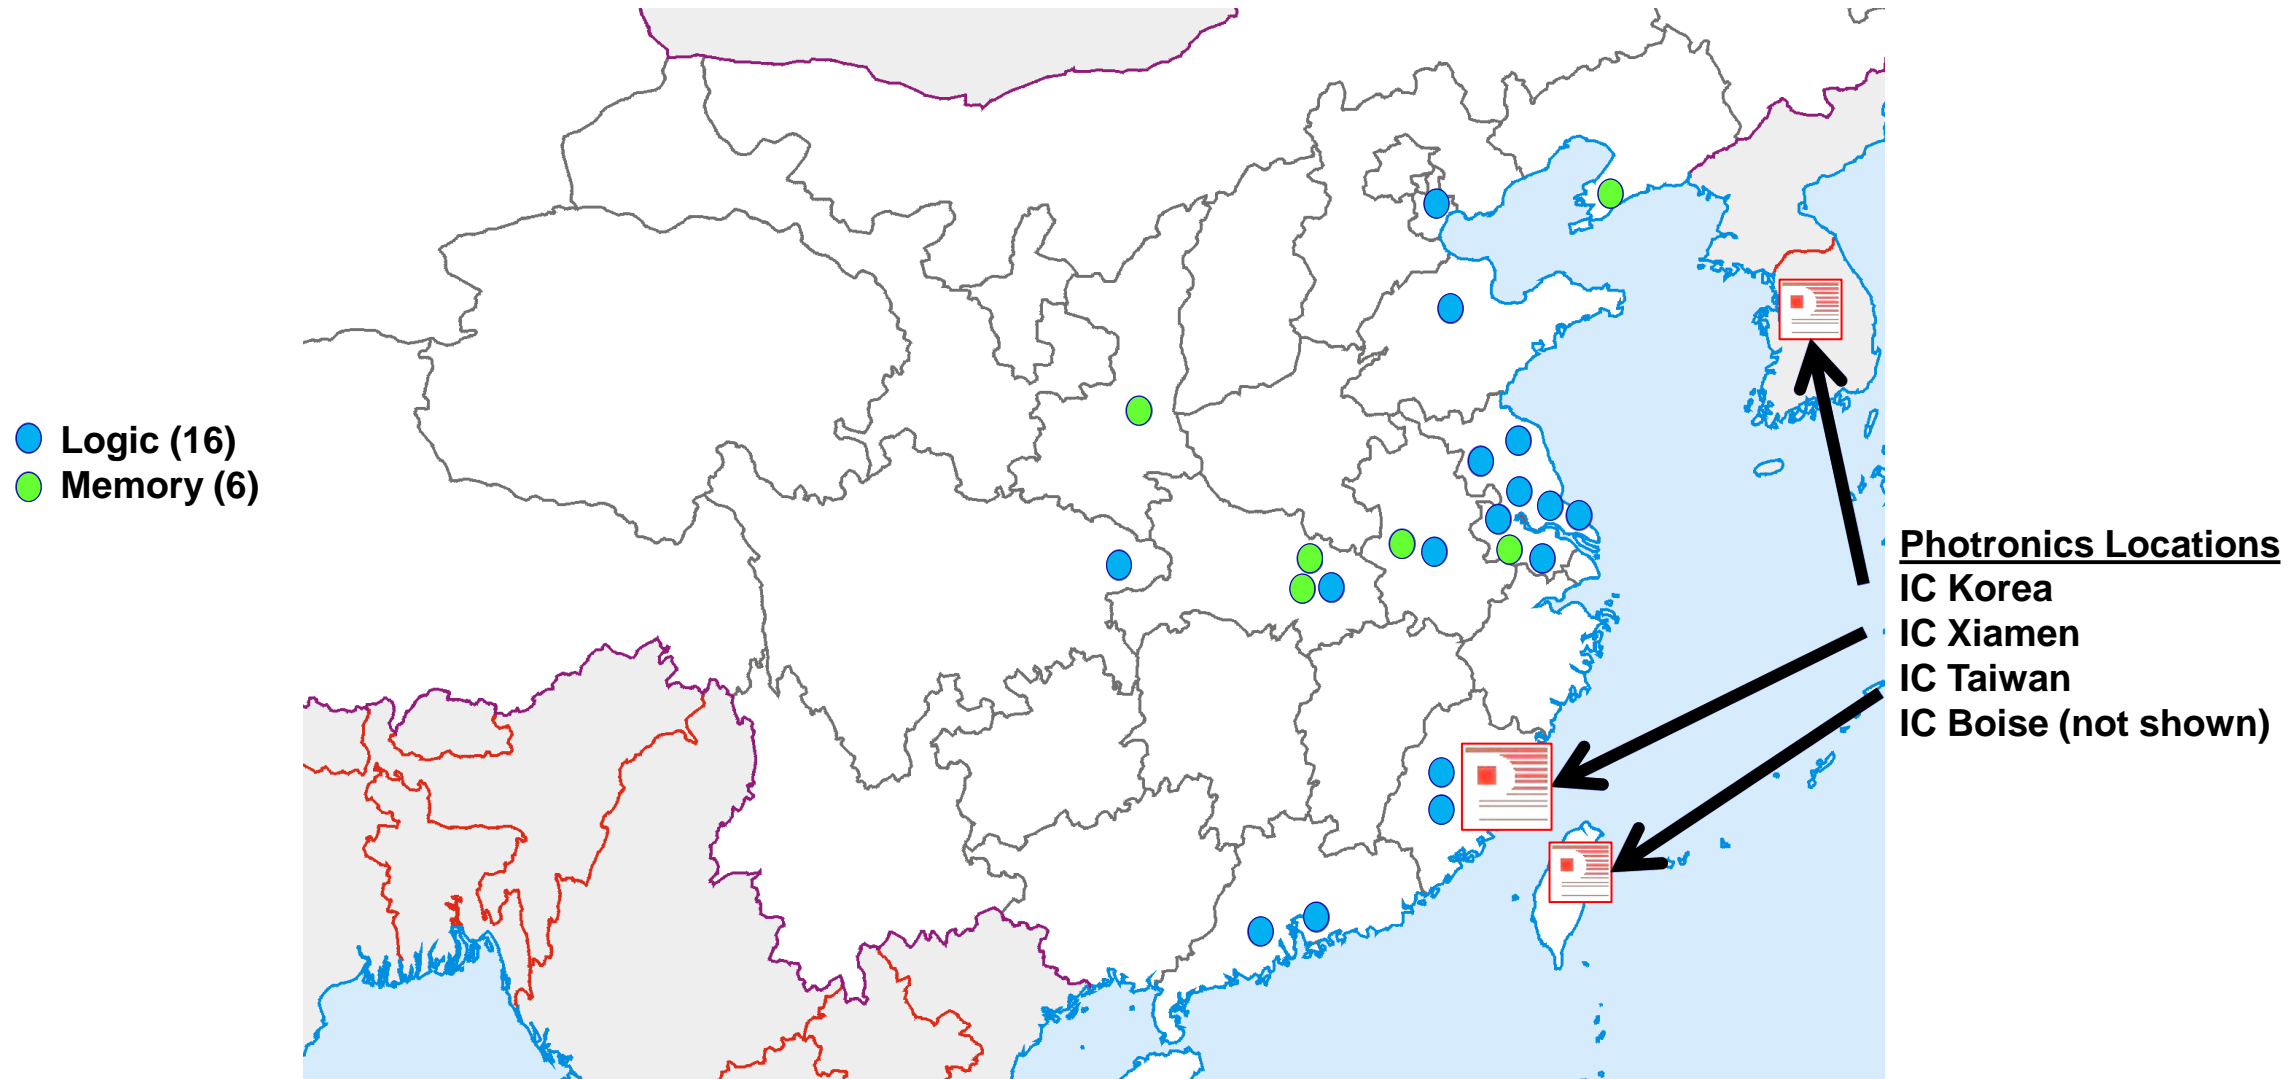 Logic (16)
Memory (6)
Photronics Locations
IC Korea
IC Xiamen
IC Taiwan
IC Boise (not shown)